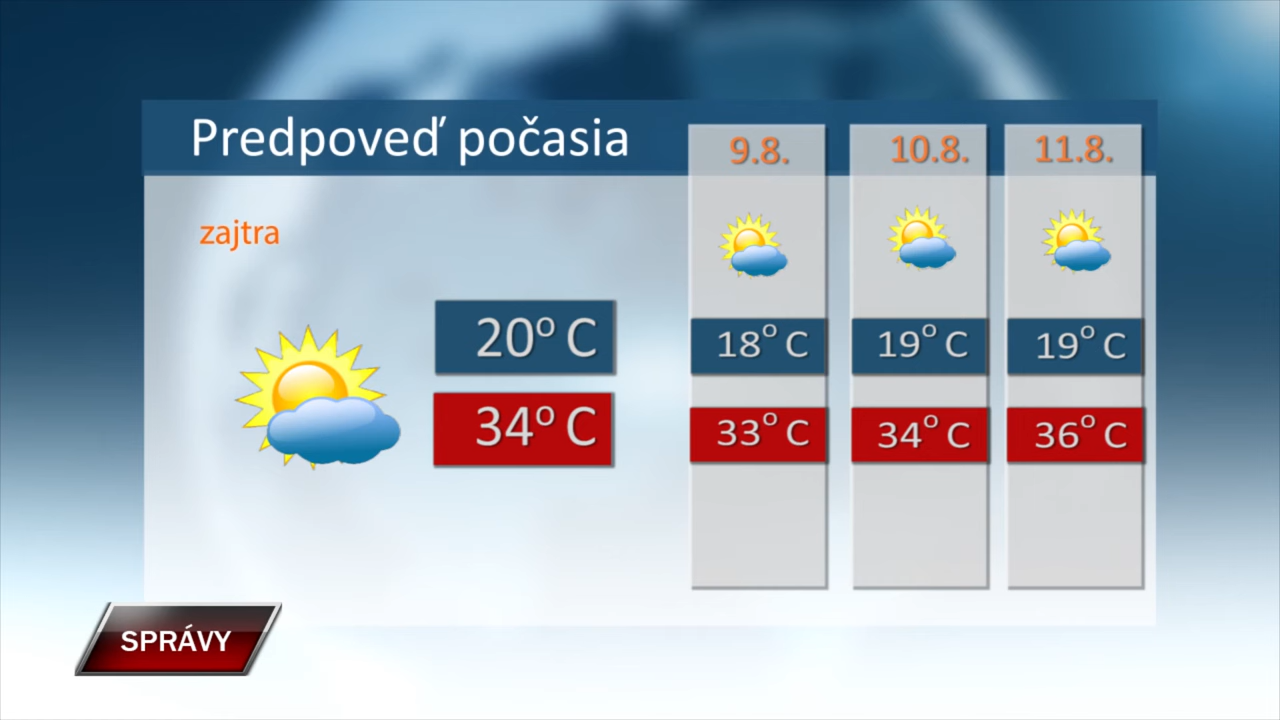 Predpoveď počasia
zajtra
20° C
34° C
9.8.
18° C
33° C
10.8.
19° C
34° C
11.8.
19° C
36° C
SPRÁVY